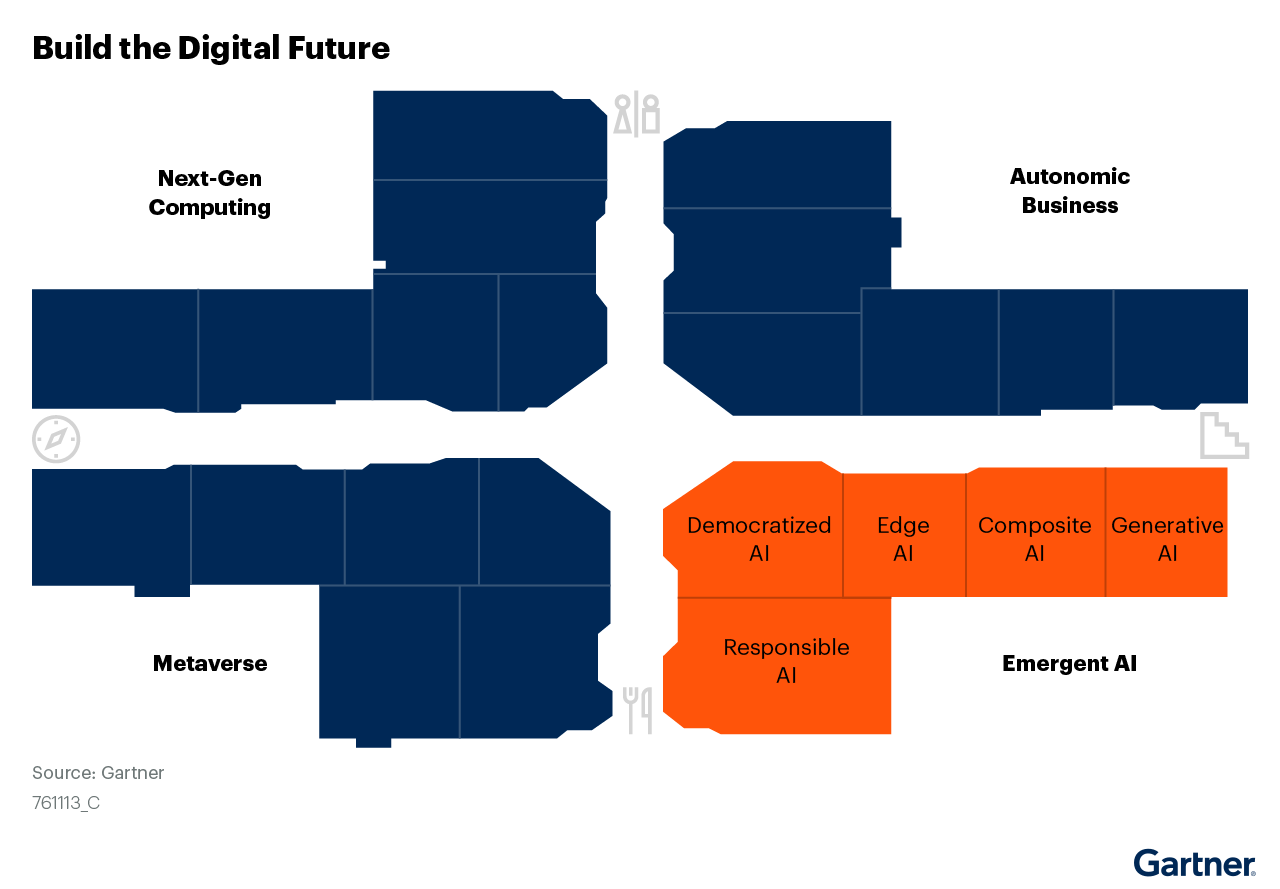 Build the Digital Future
Next-Gen
Computing
Autonomic
Business
Democratized
AI
Edge
AI
Composite
AI
Generative
AI
Responsible
AI
Metaverse
Emergent AI
Source: Gartner
761113_C
Gartner®